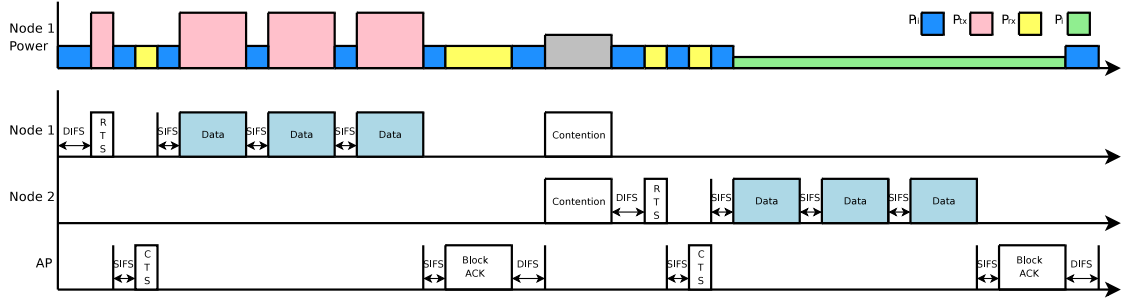 Node 1
Power
Pli
Ptx
Prx
Pi
Node 1
DIFS
R
T
S
SIFS
Data
SIFS
Data
SIFS
Data
Contention
Node 2
Contention
DIFS
R
T
S
SIFS
Data
SIFS
Data
SIFS
Data
AP
SIFS
C
T
S
SIFS
Block
ACK
DIFS
SIFS
C
T
S
SIFS
Block
ACK
DIFS